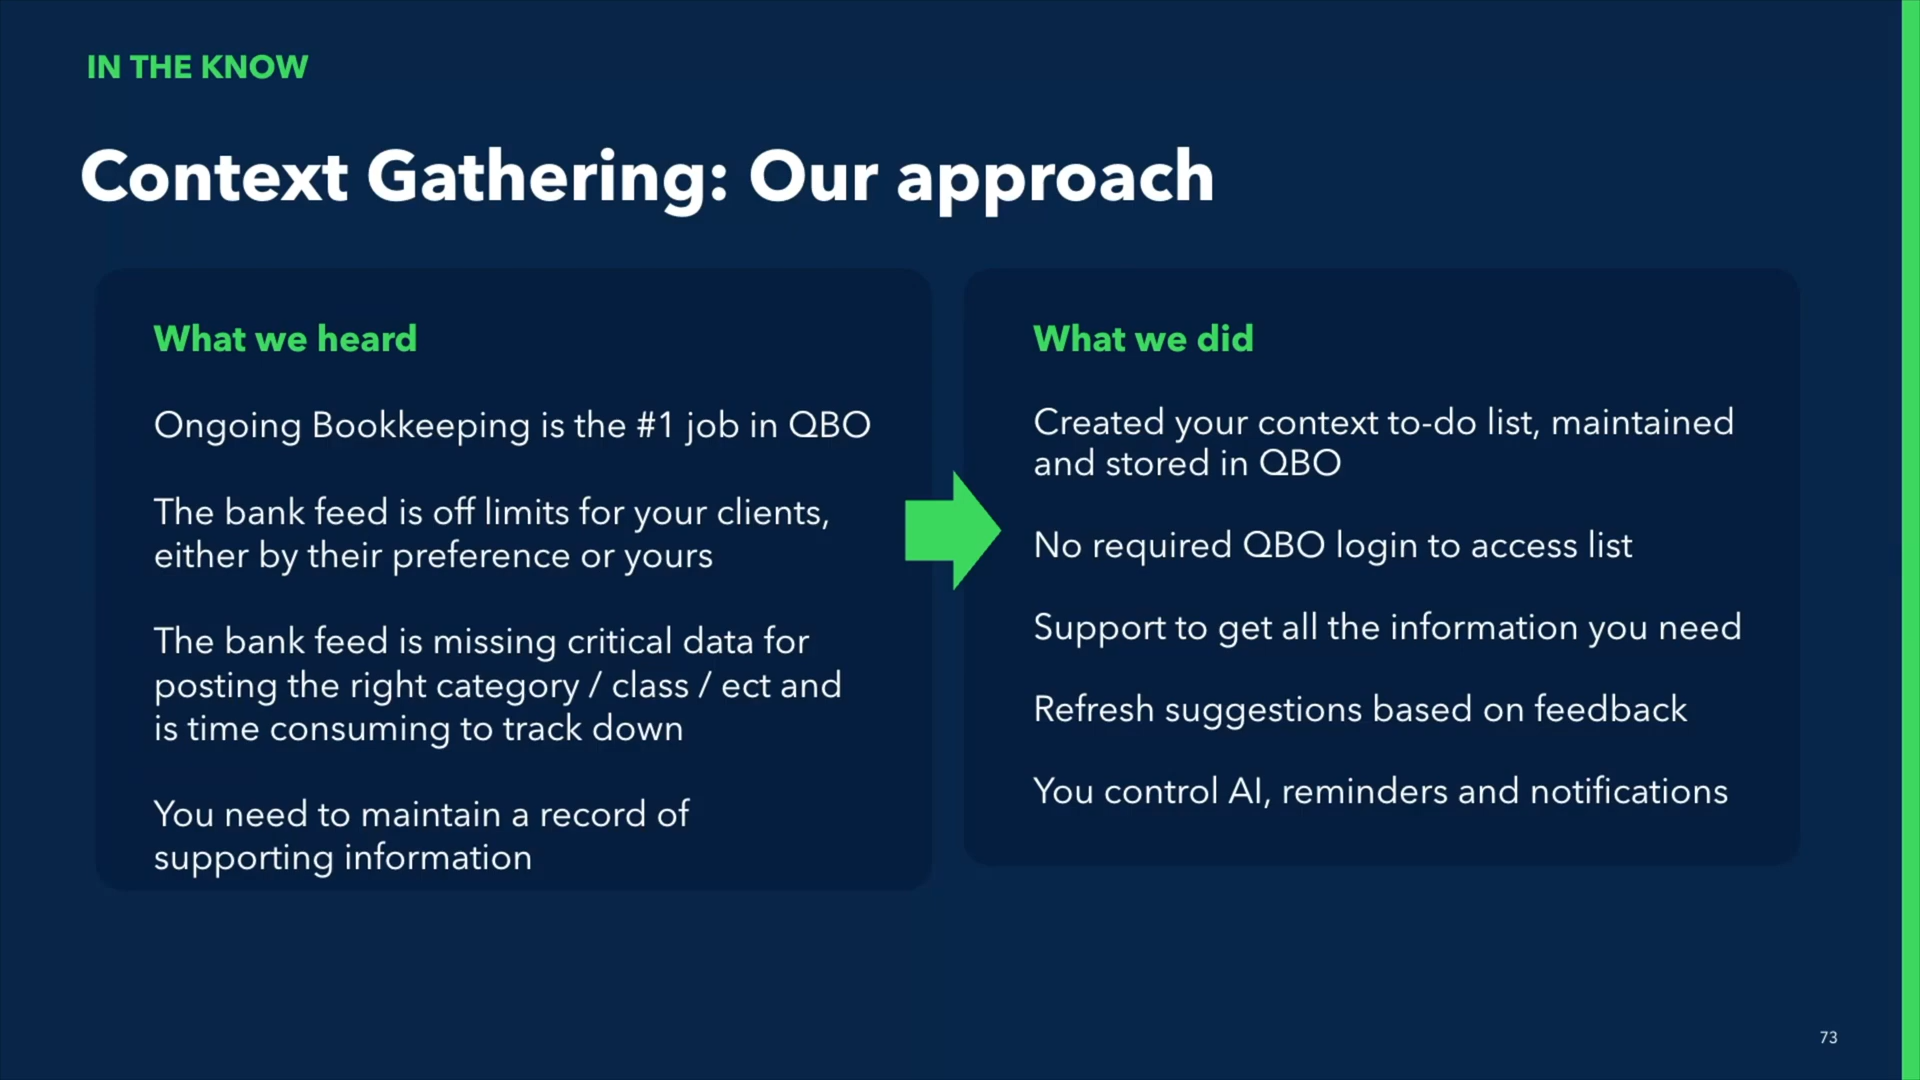 IN THE KNOW
Context Gathering: Our approach
What we heard
Ongoing Bookkeeping is the #1 job in QBO
The bank feed is off limits for your clients,
either by their preference or yours
The bank feed is missing critical data for
posting the right category / class / ect and
is time consuming to track down
You need to maintain a record of
supporting information
What we did
Created your context to-do list, maintained
and stored in QBO
No required QBO login to access list
Support to get all the information you need
Refresh suggestions based on feedback
You control AI, reminders and notifications
73